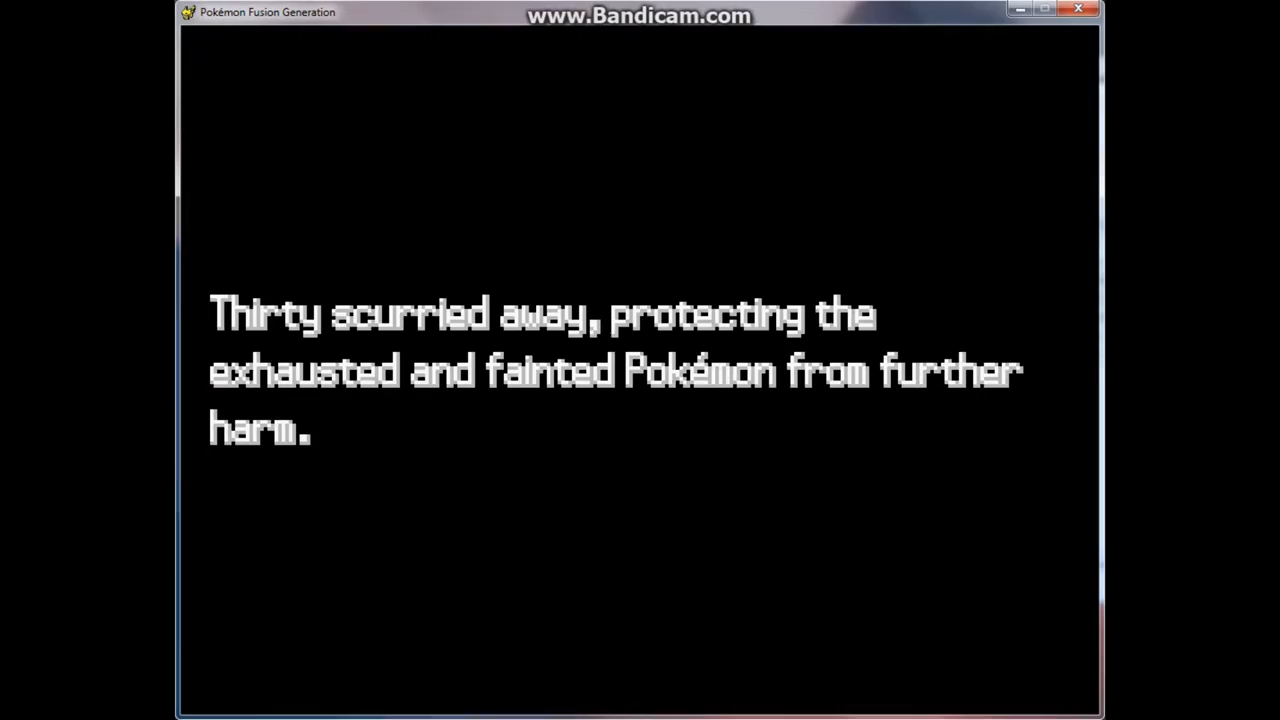 Pokémon Fusion Generation
www.Bandicam.com
Thirty scurried away, protecting the
exhausted and fainted Pokémon from further
harm.